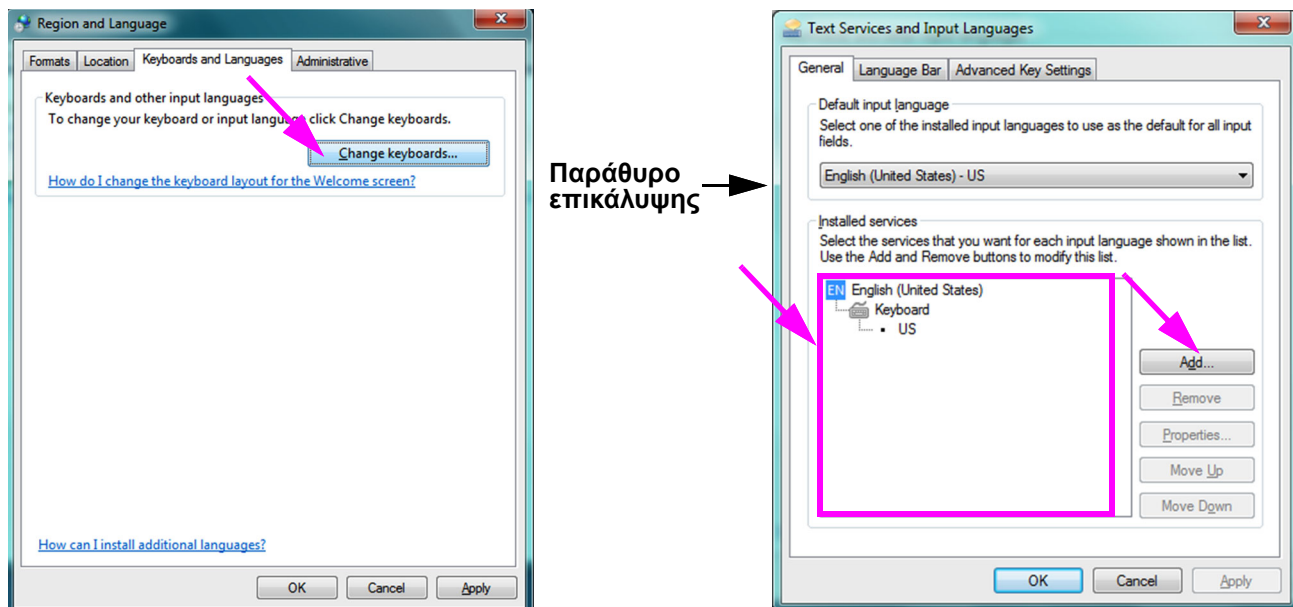 Region and Language
Formats Location Keyboards and Languages Administrative
Keyboards and other input languages
To change your keyboard or input click Change keyboards.
Change keyboards...
How do I change the keyboard layout for the Welcome screen?
How can I install additional languages?
OK Cancel Apply
Παράθυρο
επικάλυψης
Text Services and Input Languages
General Language Bar Advanced Key Settings
Default input language
Select one of the installed input languages to use as the default for all input
fields.
English (United States) - US
Installed services
Select the services that you want for each input language shown in the list.
Use the Add and Remove buttons to modify this list.
EN English (United States)
Keyboard
US
Add...
Remove
Properties...
Move Up
Move Down
OK Cancel Apply